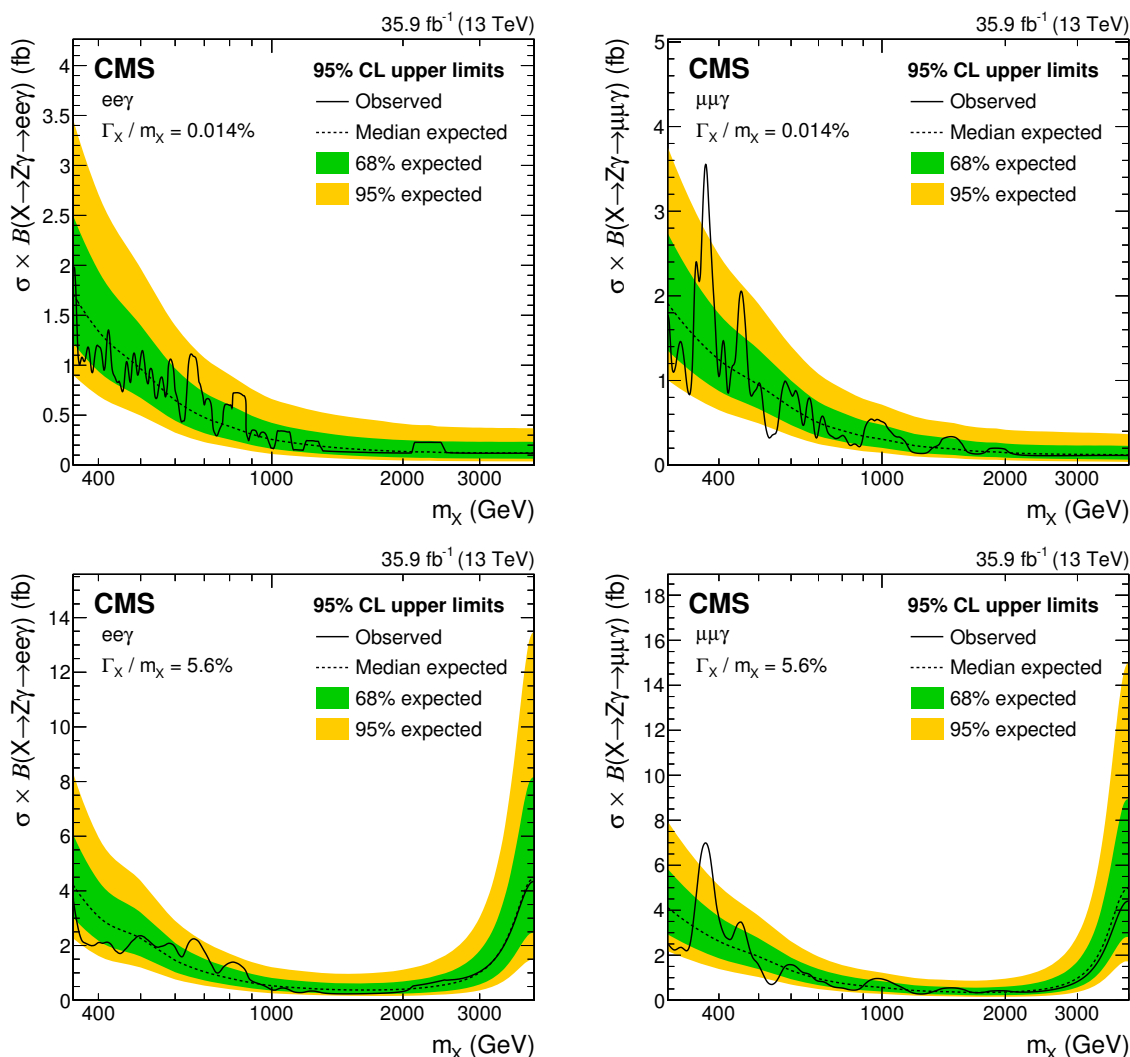 35.9 fb⁻¹ (13 TeV)
σ × B(X→Zγ→eeγ) (fb)
CMS
eeγ
Γ_X / m_X = 0.014%
95% CL upper limits
Observed
Median expected
68% expected
95% expected
4
3.5
3
2.5
2
1.5
1
0.5
0
400 1000 2000 3000
m_X (GeV)
35.9 fb⁻¹ (13 TeV)
σ × B(X→Zγ→μμγ) (fb)
CMS
μμγ
Γ_X / m_X = 0.014%
95% CL upper limits
Observed
Median expected
68% expected
95% expected
5
4
3
2
1
0
400 1000 2000 3000
m_X (GeV)
35.9 fb⁻¹ (13 TeV)
σ × B(X→Zγ→eeγ) (fb)
CMS
eeγ
Γ_X / m_X = 5.6%
95% CL upper limits
Observed
Median expected
68% expected
95% expected
14
12
10
8
6
4
2
0
400 1000 2000 3000
m_X (GeV)
35.9 fb⁻¹ (13 TeV)
σ × B(X→Zγ→μμγ) (fb)
CMS
μμγ
Γ_X / m_X = 5.6%
95% CL upper limits
Observed
Median expected
68% expected
95% expected
18
16
14
12
10
8
6
4
2
0
400 1000 2000 3000
m_X (GeV)